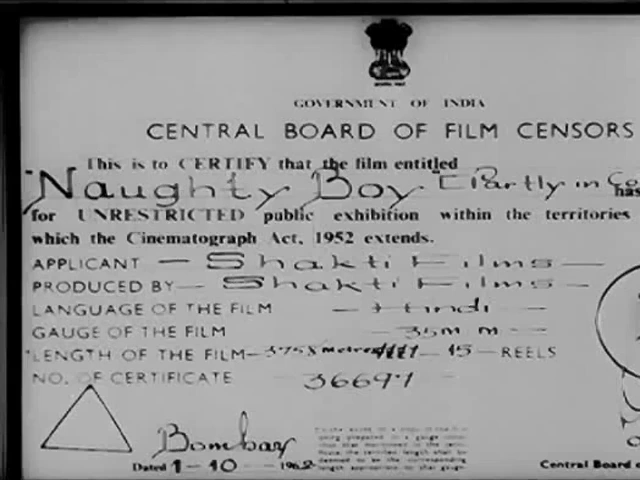 GOVERNMENT OF INDIA
CENTRAL BOARD OF FILM CENSORS
This is to CERTIFY that the film entitled
"Naughty Boy" (Partly in Co
has
for UNRESTRICTED public exhibition within the territories
which the Cinematograph Act, 1952 extends.
APPLICANT — Shakti Films —
PRODUCED BY — Shakti Films —
LANGUAGE OF THE FILM — Hindi —
GAUGE OF THE FILM — 35 m m —
LENGTH OF THE FILM — 3758 metres — 15 — REELS
NO. OF CERTIFICATE 36697
Bombay
Dated 1-10 1962
Central Board o